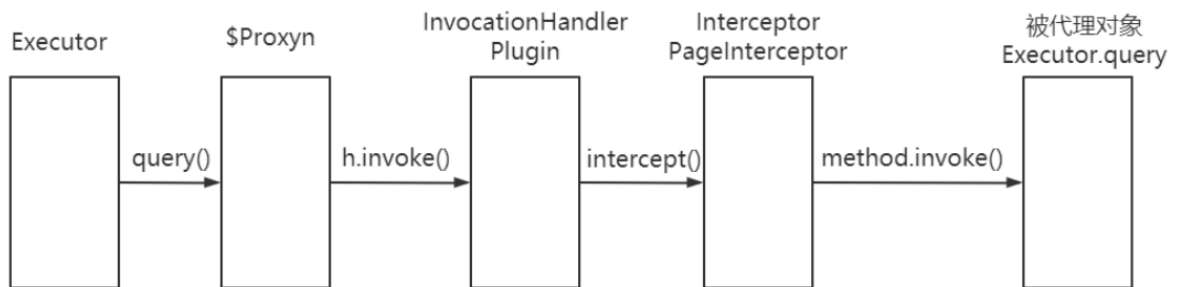 Executor
$Proxyn
InvocationHandler
Plugin
Interceptor
PageInterceptor
被代理对象
Executor.query
query()
h.invoke()
intercept()
method.invoke()